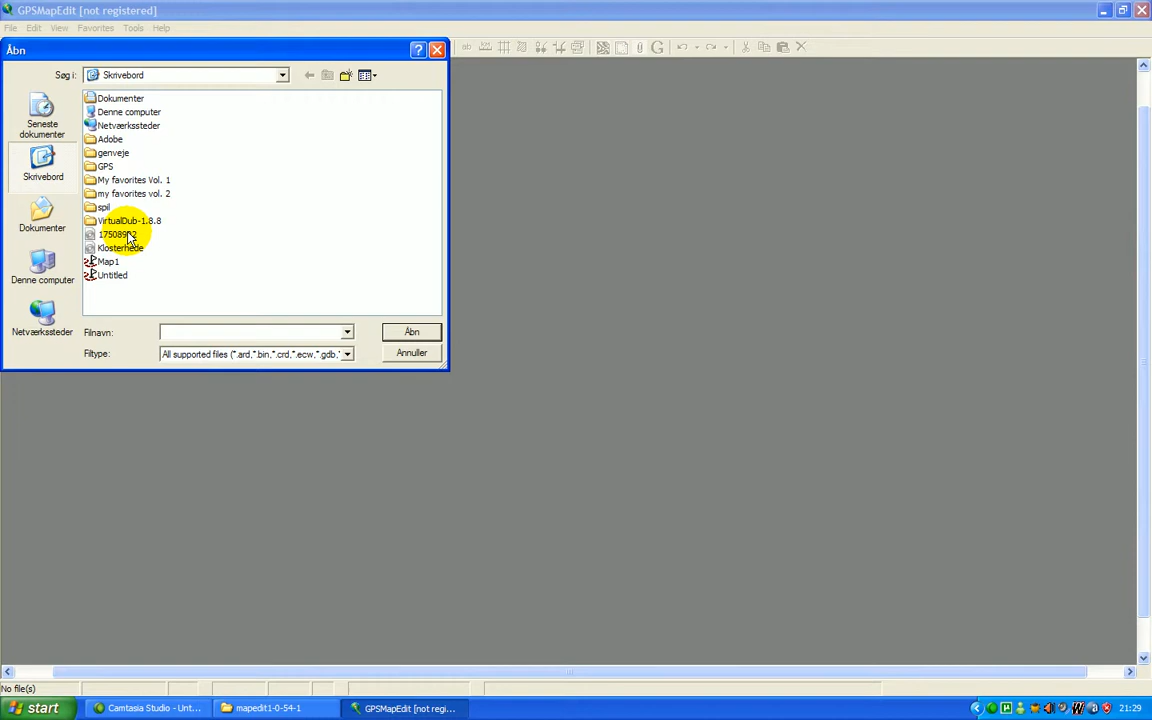 GPSMapEdit [not registered]
File Edit View Favorites Tools Help
Åbn
Søg i: Skrivebord
Seneste dokumenter
Skrivebord
Dokumenter
Denne computer
Netværkssteder
Dokumenter
Denne computer
Netværkssteder
Adobe
genveje
GPS
My favorites Vol. 1
my favorites vol. 2
spil
VirtualDub-1.8.8
Klosterhede
Map1
Untitled
Filnavn: Åbn
Filtype: All supported files (*.ard,*.bin,*.crd,*.ecw,*.gdb,* Annuller
No file(s)
start Camtasia Studio - Unt... mapedit1-0-54-1 GPSMapEdit [not regi... 21:29